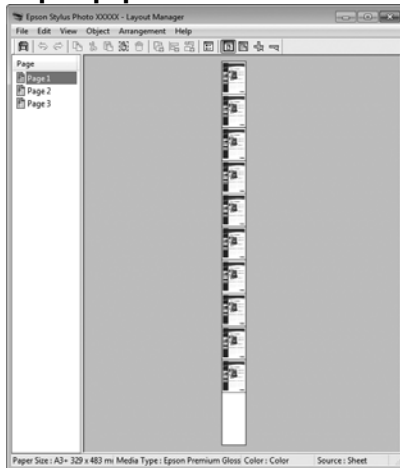 Epson Stylus Photo XXXXX - Layout Manager
File Edit View Object Arrangement Help
Page
Page 1
Page 2
Page 3
Paper Size : A3+ 329 x 483 mi Media Type : Epson Premium Gloss Color : Color Source : Sheet